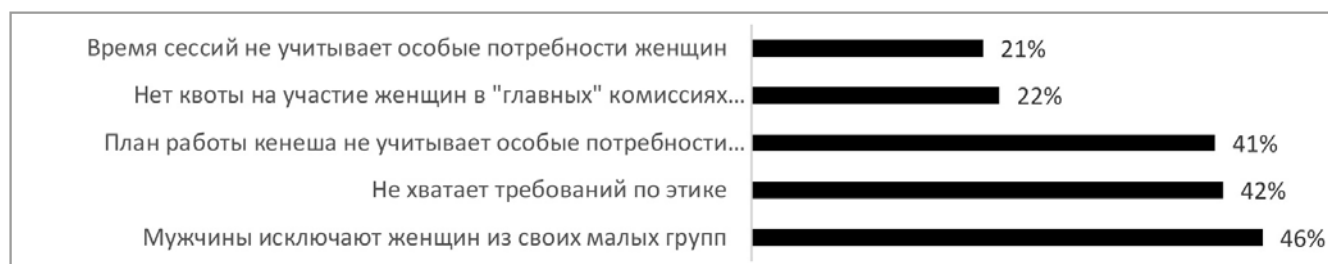 Время сессий не учитывает особые потребности женщин 21%
Нет квоты на участие женщин в "главных" комиссиях... 22%
План работы кенеша не учитывает особые потребности... 41%
Не хватает требований по этике 42%
Мужчины исключают женщин из своих малых групп 46%